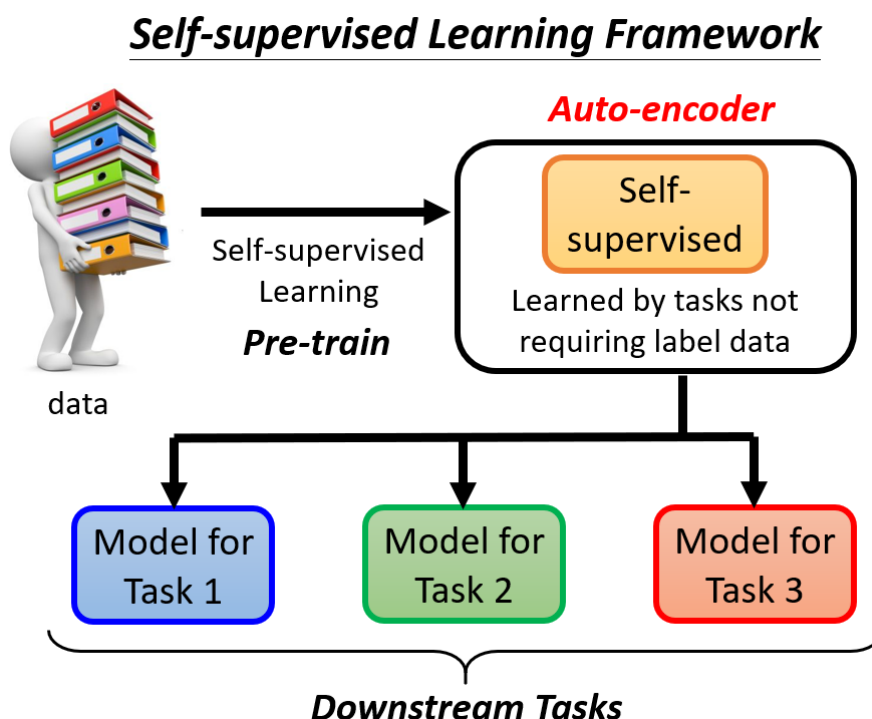 Self-supervised Learning Framework
Auto-encoder
Self-
supervised
Learned by tasks not
requiring label data
Self-supervised
Learning
Pre-train
data
Model for
Task 1
Model for
Task 2
Model for
Task 3
Downstream Tasks